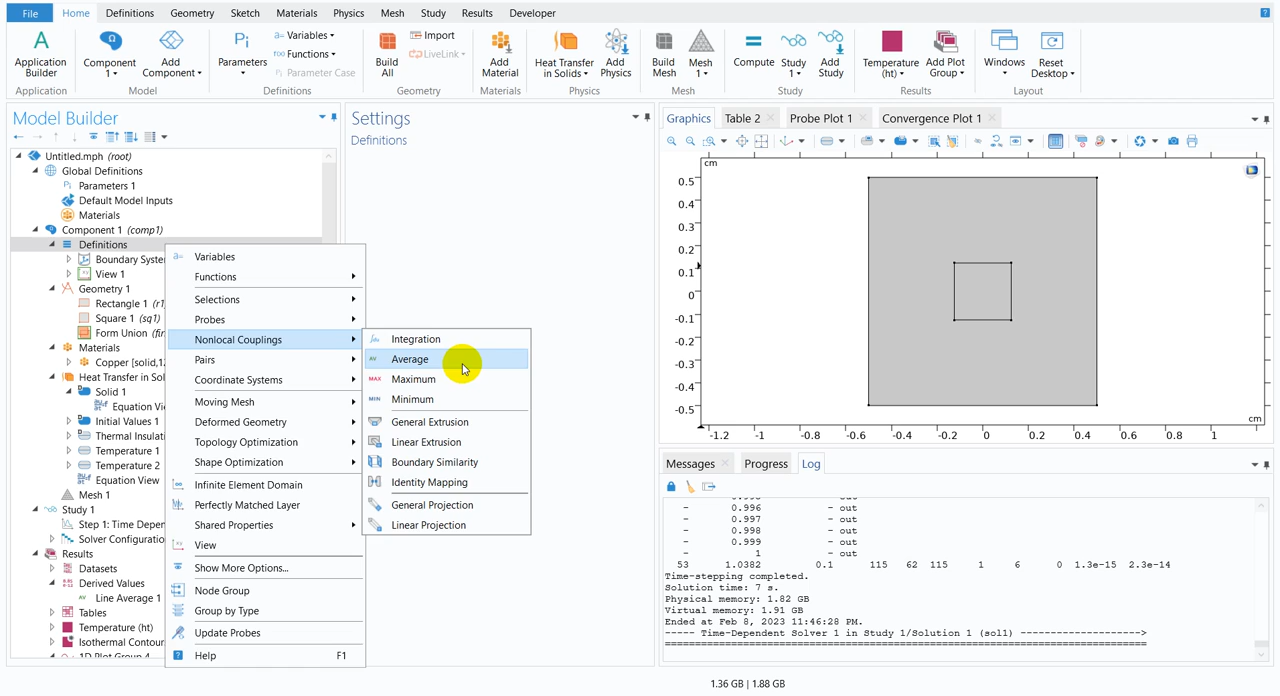 File Home Definitions Geometry Sketch Materials Physics Mesh Study Results Developer
Application Builder
Component 1
Add Component
Parameters
a= Variables
f(x) Functions
Pi Parameter Case
Build All
Import
LiveLink
Add Material
Heat Transfer in Solids
Add Physics
Build Mesh
Mesh 1
Compute
Study 1
Add Study
Temperature (ht)
Add Plot Group
Windows
Reset Desktop
Application Model Definitions Geometry Materials Physics Mesh Study Results Layout
Model Builder
Untitled.mph (root)
Global Definitions
Parameters 1
Default Model Inputs
Materials
Component 1 (comp1)
Definitions
Boundary Syste
View 1
Geometry 1
Rectangle 1 (r1
Square 1 (sq1)
Form Union (fin
Materials
Copper [solid,1
Heat Transfer in Sol
Solid 1
Equation Vi
Initial Values 1
Thermal Insulati
Temperature 1
Temperature 2
Equation View
Mesh 1
Study 1
Step 1: Time Depen
Solver Configuratio
Results
Datasets
Derived Values
Line Average 1
Tables
Temperature (ht)
Isothermal Contour
1D Plot Group 4
a= Variables
Functions
Selections
Probes
Nonlocal Couplings
Pairs
Coordinate Systems
Moving Mesh
Deformed Geometry
Topology Optimization
Shape Optimization
Infinite Element Domain
Perfectly Matched Layer
Shared Properties
View
Show More Options...
Node Group
Group by Type
Update Probes
Help F1
Integration
AV Average
MAX Maximum
MIN Minimum
General Extrusion
Linear Extrusion
Boundary Similarity
Identity Mapping
General Projection
Linear Projection
Settings
Definitions
Graphics Table 2 Probe Plot 1 Convergence Plot 1
cm
0.5
0.4
0.3
0.2
0.1
0
-0.1
-0.2
-0.3
-0.4
-0.5
cm
-1.2 -1 -0.8 -0.6 -0.4 -0.2 0 0.2 0.4 0.6 0.8 1
Messages Progress Log
- 0.996 - out
- 0.997 - out
- 0.998 - out
- 0.999 - out
- 1 - out
53 1.0382 0.1 115 62 115 1 6 0 1.3e-15 2.3e-14
Time-stepping completed.
Solution time: 7 s.
Physical memory: 1.82 GB
Virtual memory: 1.91 GB
Ended at Feb 8, 2023 11:46:28 PM.
----- Time-Dependent Solver 1 in Study 1/Solution 1 (sol1) -------------------->
1.36 GB | 1.88 GB